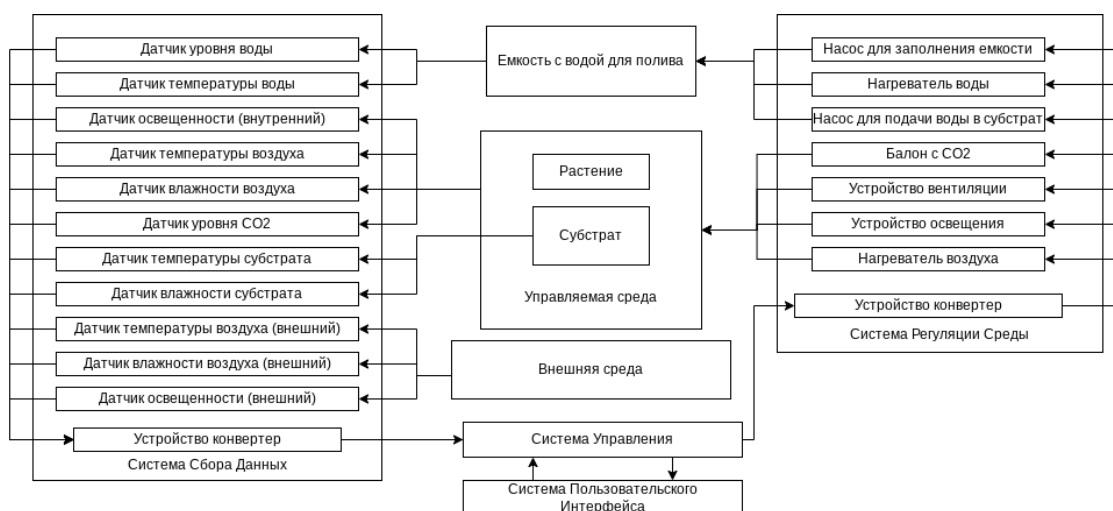 Датчик уровня воды
Датчик температуры воды
Датчик освещенности (внутренний)
Датчик температуры воздуха
Датчик влажности воздуха
Датчик уровня СО2
Датчик температуры субстрата
Датчик влажности субстрата
Датчик температуры воздуха (внешний)
Датчик влажности воздуха (внешний)
Датчик освещенности (внешний)
Устройство конвертер
Система Сбора Данных
Емкость с водой для полива
Растение
Субстрат
Управляемая среда
Внешняя среда
Система Управления
Система Пользовательского
Интерфейса
Насос для заполнения емкости
Нагреватель воды
Насос для подачи воды в субстрат
Балон с СО2
Устройство вентиляции
Устройство освещения
Нагреватель воздуха
Устройство конвертер
Система Регуляции Среды